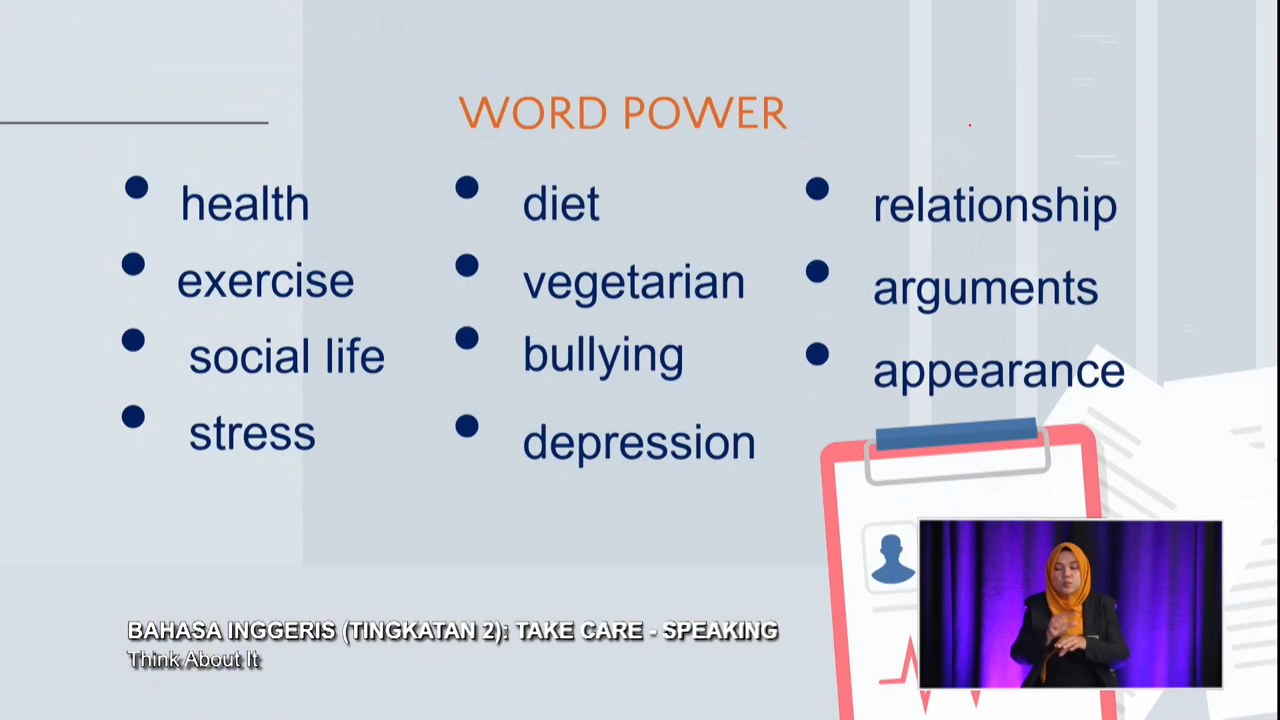 WORD POWER
health
exercise
social life
stress
diet
vegetarian
bullying
depression
relationship
arguments
appearance
BAHASA INGGERIS (TINGKATAN 2): TAKE CARE - SPEAKING
Think About It